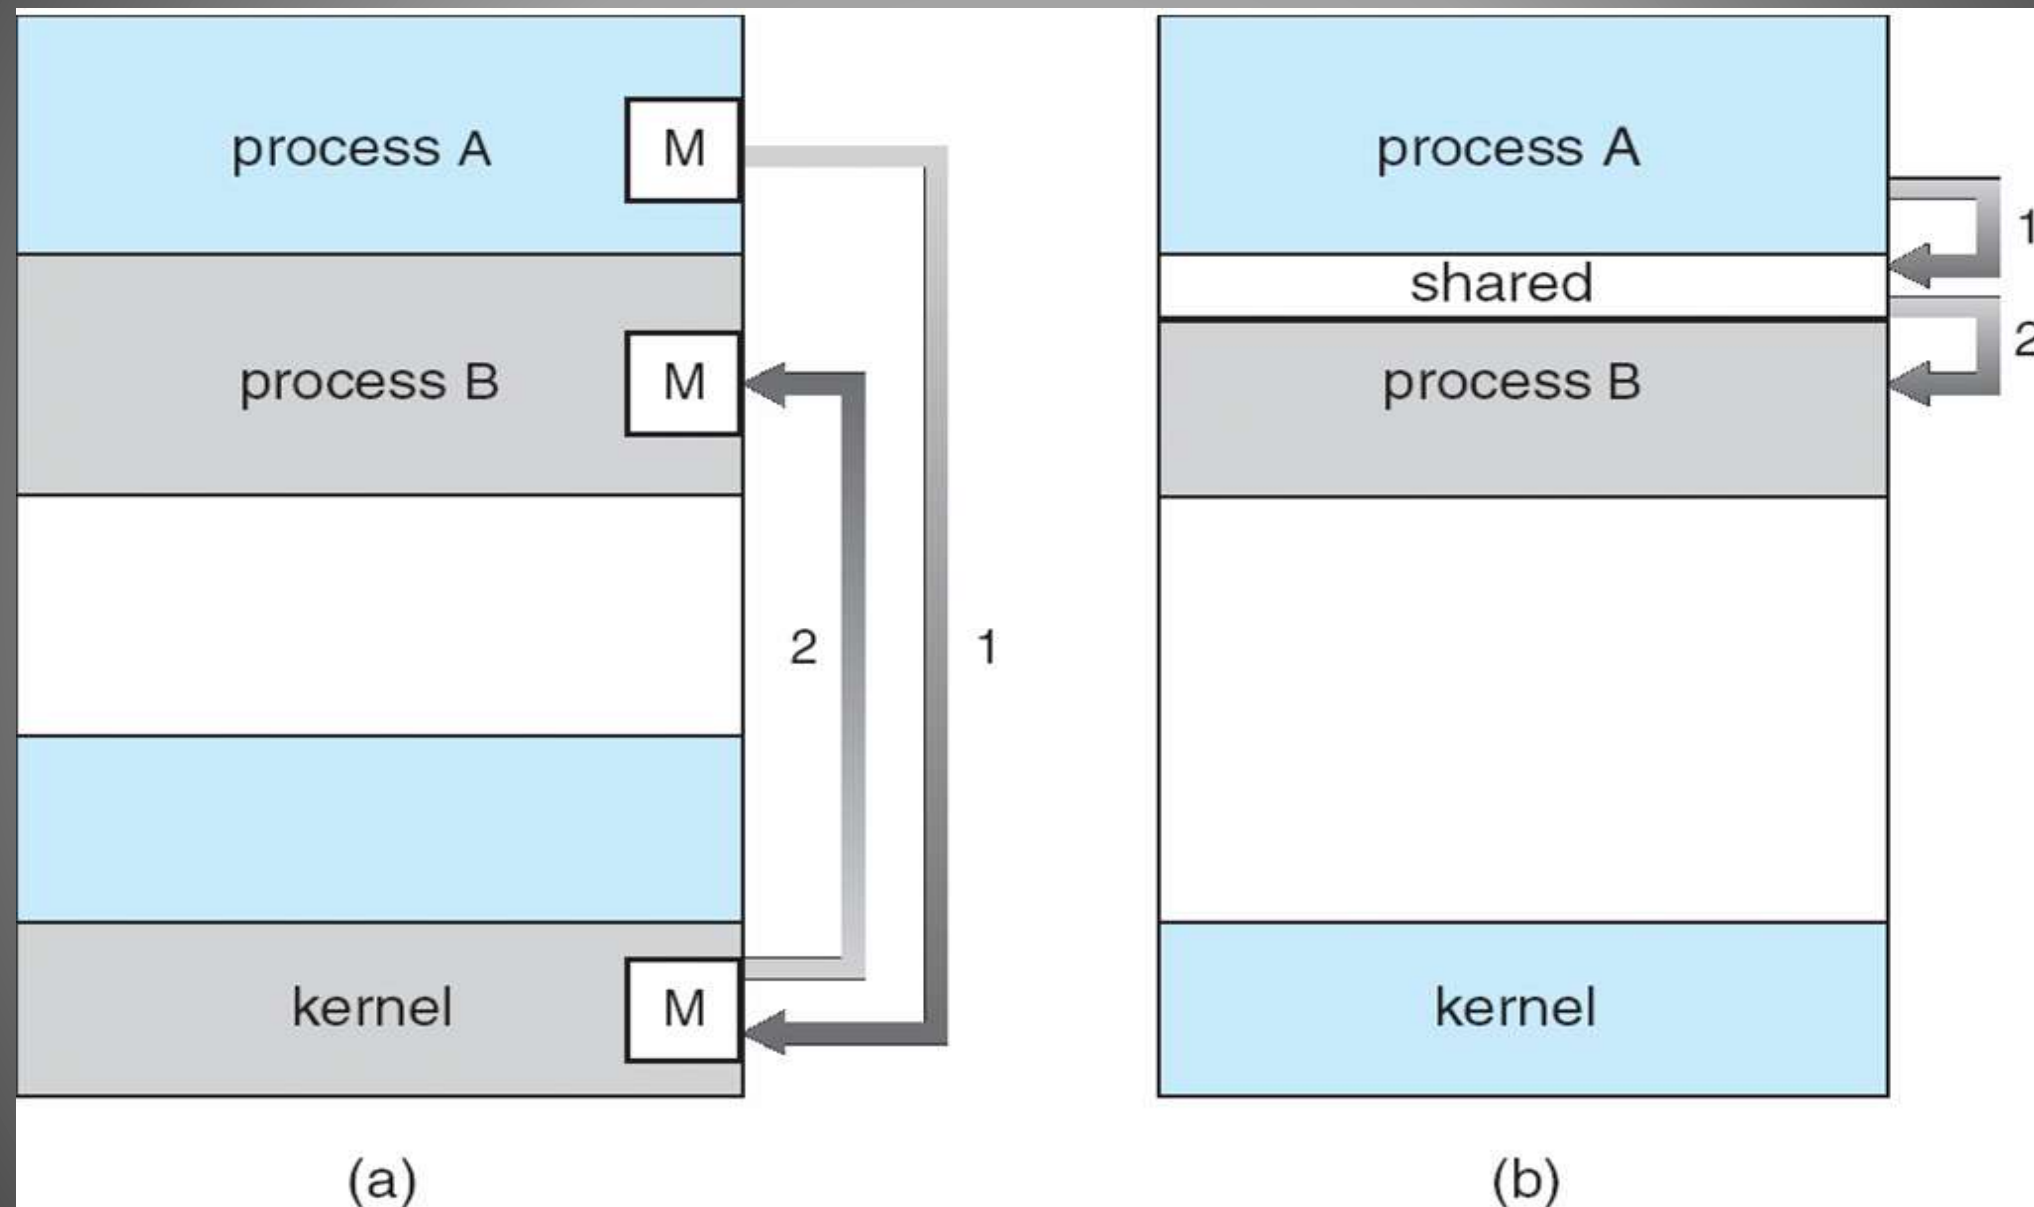 process A
M
process B
M
2
1
kernel
M
(a)
process A
1
shared
2
process B
kernel
(b)